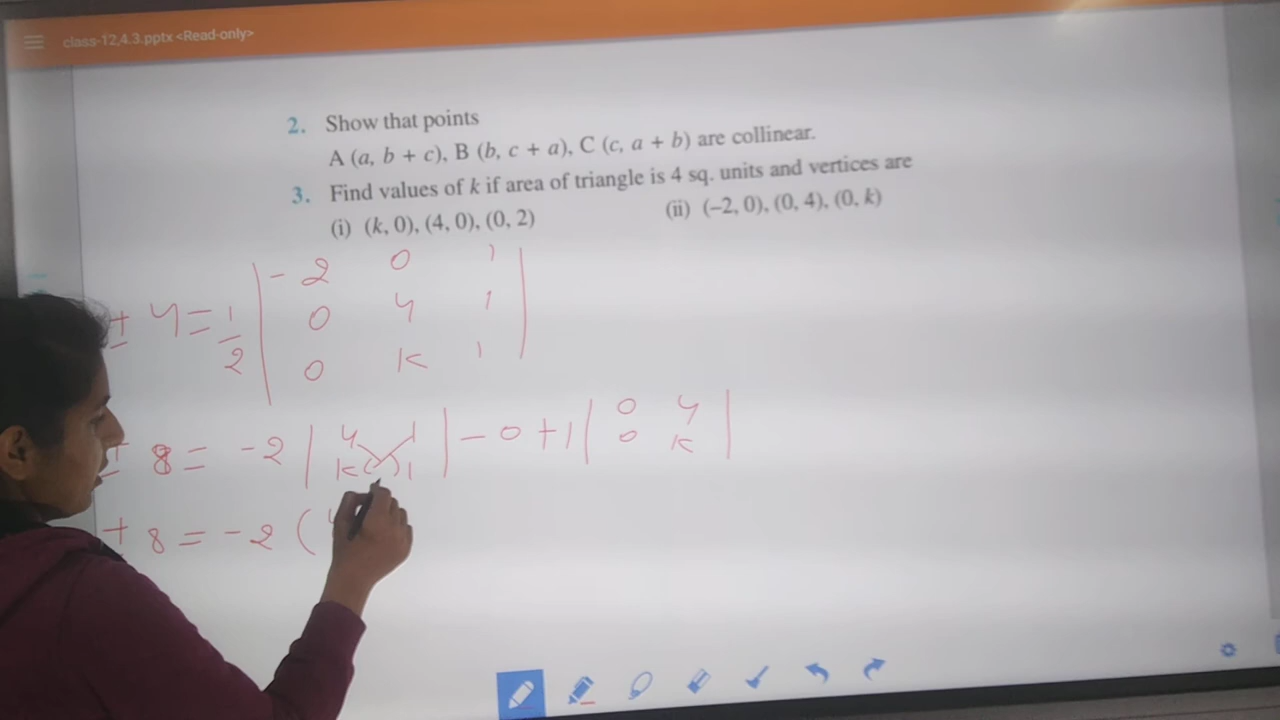 class-12,4.3.pptx <Read-only>
2. Show that points
A (a, b + c), B (b, c + a), C (c, a + b) are collinear.
3. Find values of k if area of triangle is 4 sq. units and vertices are
(i) (k, 0), (4, 0), (0, 2) (ii) (–2, 0), (0, 4), (0, k)
- 2 0 1
± 4 = 1/2 | 0 4 1 |
0 k 1
± 8 = -2 | 4 1 | - 0 + 1 | 0 4 |
k 1 0 k
± 8 = -2 (